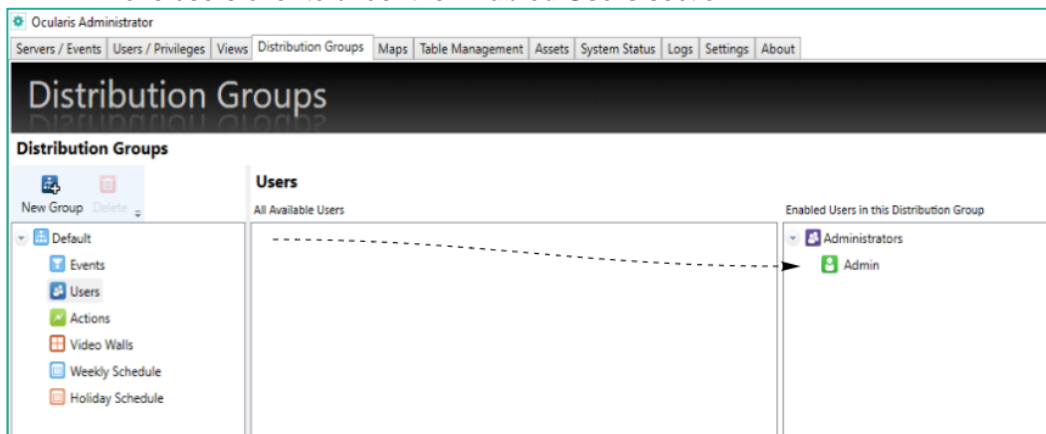 Ocularis Administrator
Servers / Events Users / Privileges Views Distribution Groups Maps Table Management Assets System Status Logs Settings About
Distribution Groups
Distribution Groups
New Group Delete
Users
All Available Users
Enabled Users in this Distribution Group
Default
Events
Users
Actions
Video Walls
Weekly Schedule
Holiday Schedule
Administrators
Admin